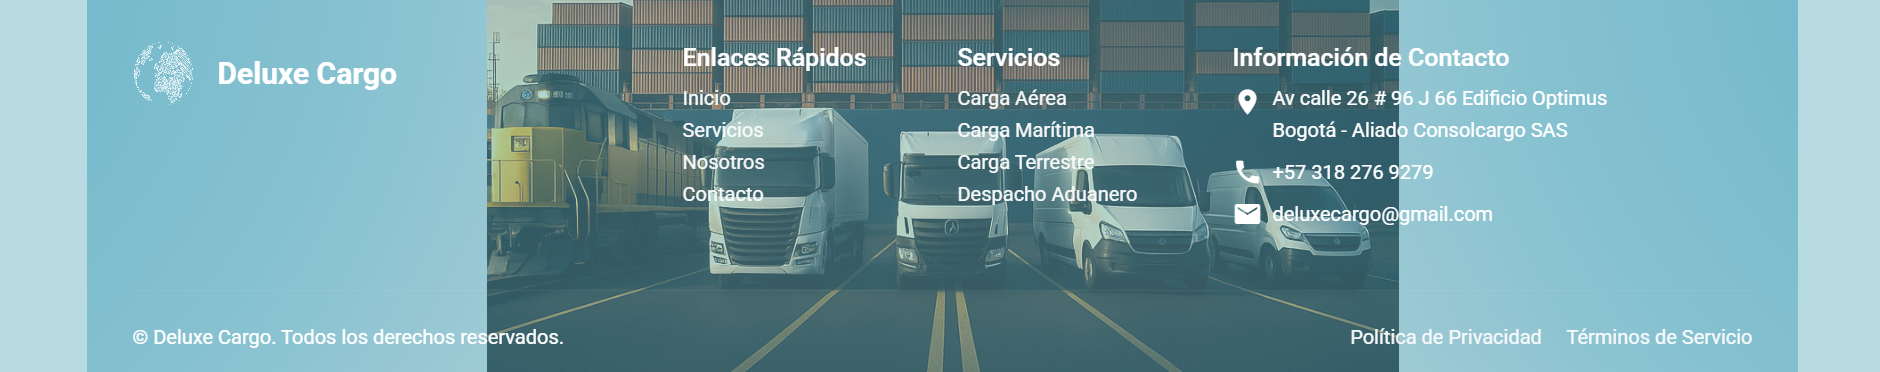 Deluxe Cargo
Enlaces Rápidos
Inicio
Servicios
Nosotros
Contacto
Servicios
Carga Aérea
Carga Marítima
Carga Terrestre
Despacho Aduanero
Información de Contacto
Av calle 26 # 96 J 66 Edificio Optimus
Bogotá - Aliado Consolcargo SAS
+57 318 276 9279
deluxecargo@gmail.com
© Deluxe Cargo. Todos los derechos reservados.
Política de Privacidad
Términos de Servicio